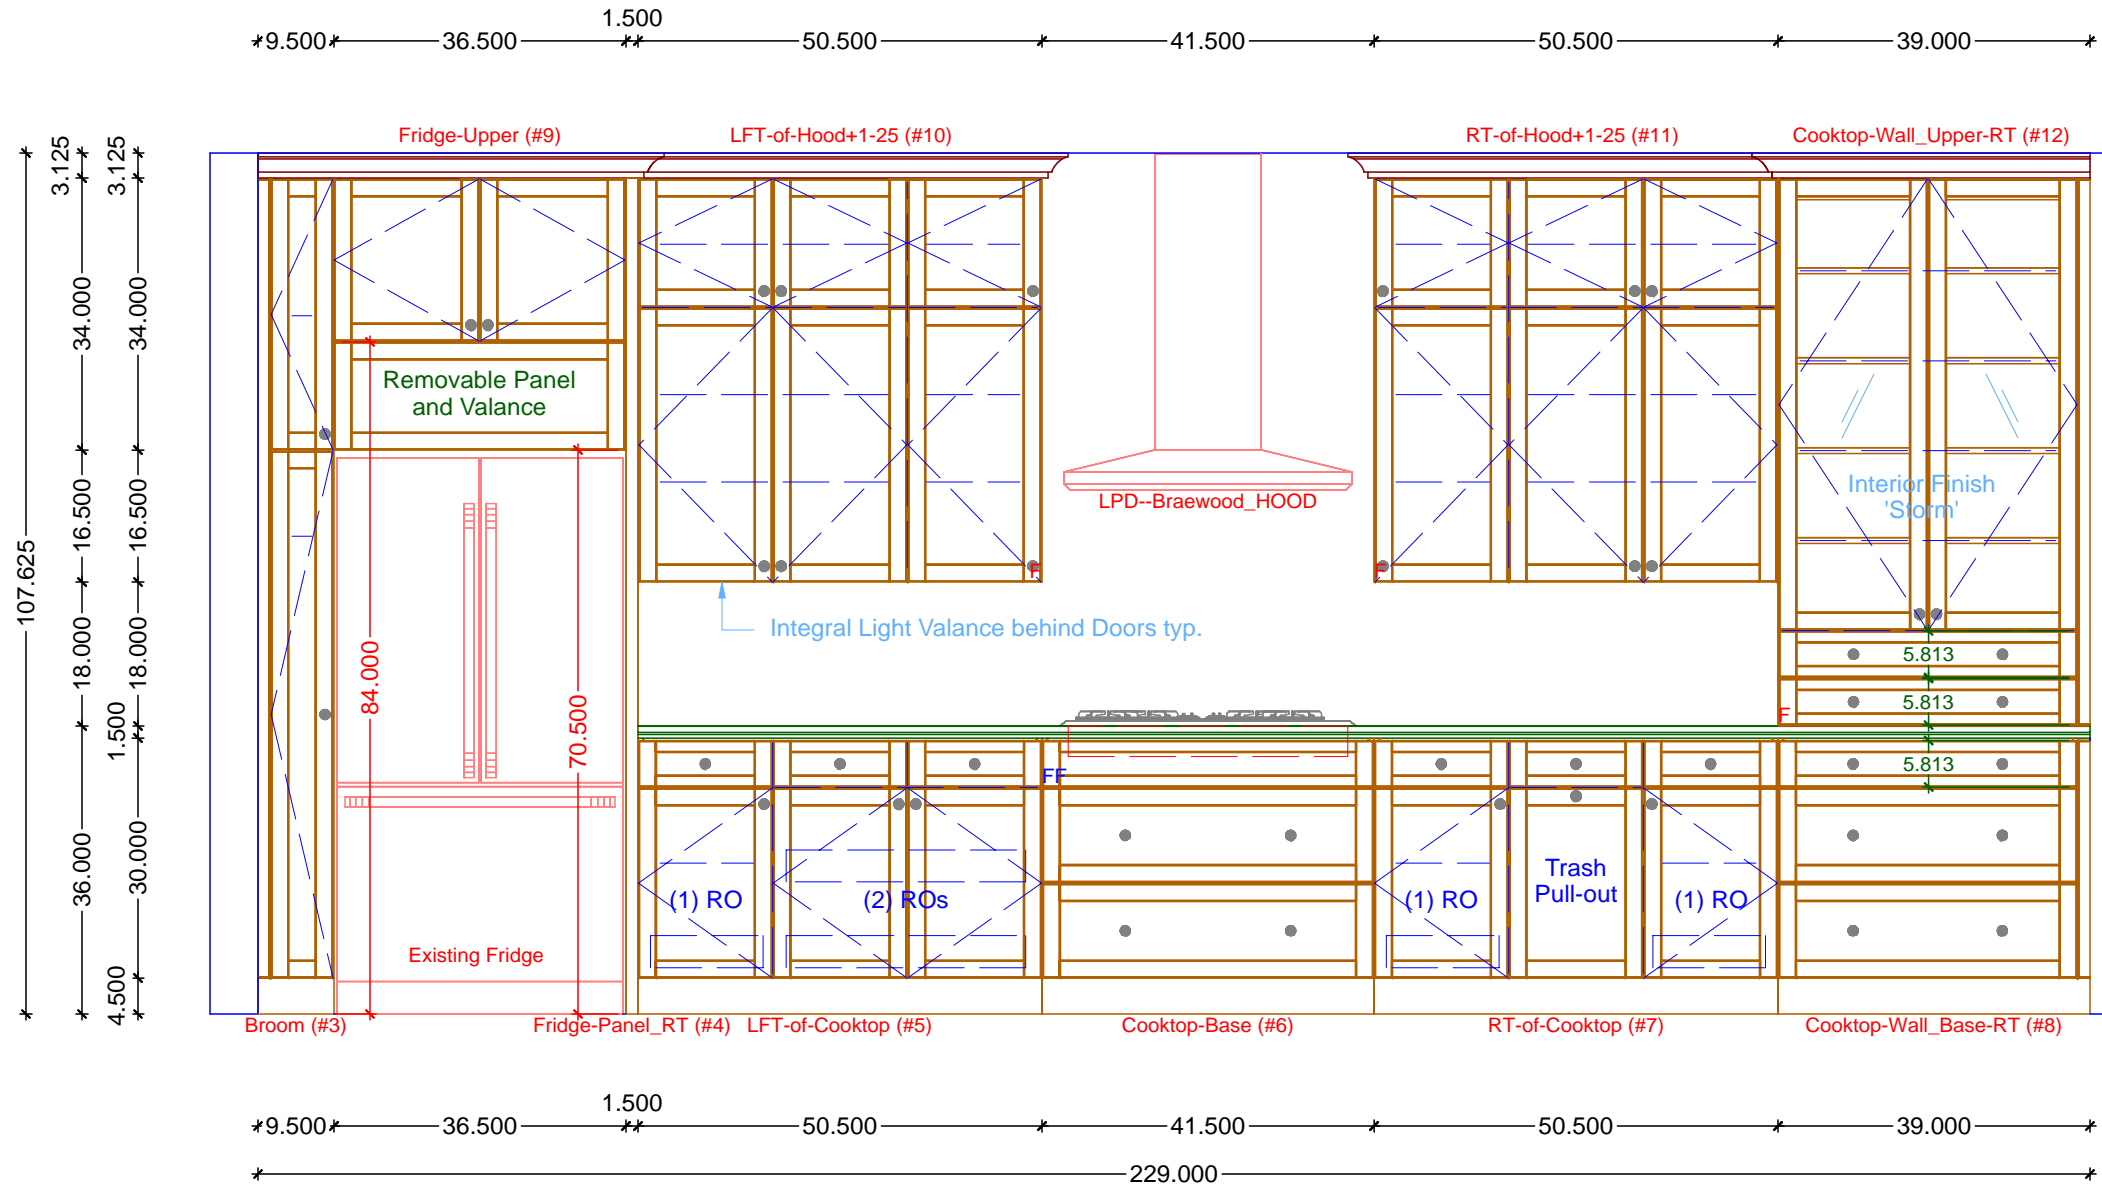 1.500
9.500
36.500
50.500
41.500
50.500
39.000
Fridge-Upper (#9)
LFT-of-Hood+1-25 (#10)
RT-of-Hood+1-25 (#11)
Cooktop-Wall_Upper-RT (#12)
3.125
3.125
34.000
34.000
Removable Panel
and Valance
16.500
16.500
107.625
LPD--Braewood_HOOD
Interior Finish
'Storm'
F
F
Integral Light Valance behind Doors typ.
18.000
18.000
84.000
70.500
5.813
5.813
F
1.500
5.813
FF
36.000
30.000
(1) RO
(2) ROs
(1) RO
Trash
Pull-out
(1) RO
Existing Fridge
4.500
Broom (#3)
Fridge-Panel_RT (#4)
LFT-of-Cooktop (#5)
Cooktop-Base (#6)
RT-of-Cooktop (#7)
Cooktop-Wall_Base-RT (#8)
1.500
9.500
36.500
50.500
41.500
50.500
39.000
229.000